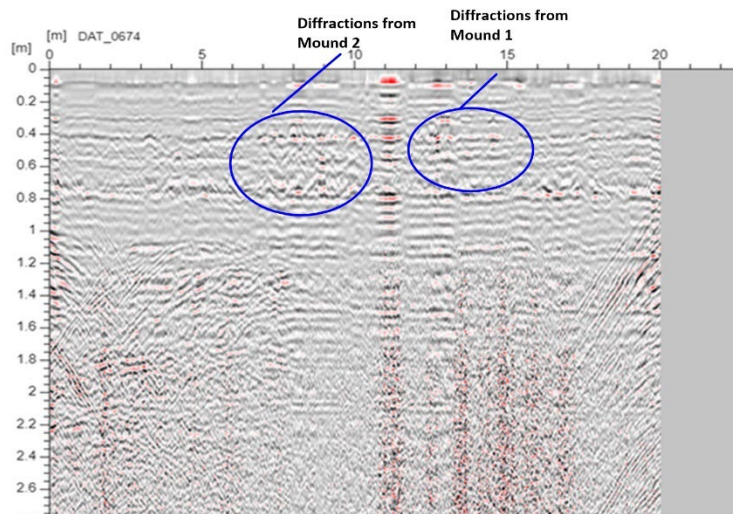 Diffractions from
Mound 2
Diffractions from
Mound 1
[m] DAT_0674
[m]
0 5 10 15 20
0
0.2
0.4
0.6
0.8
1
1.2
1.4
1.6
1.8
2
2.2
2.4
2.6